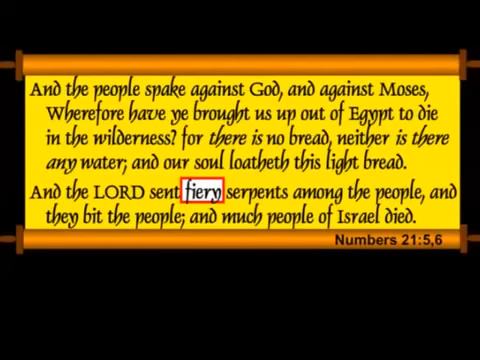 And the people spake against God, and against Moses,
Wherefore have ye brought us up out of Egypt to die
in the wilderness? for there is no bread, neither is there
any water; and our soul loatheth this light bread.
And the LORD sent fiery serpents among the people, and
they bit the people; and much people of Israel died.
Numbers 21:5,6